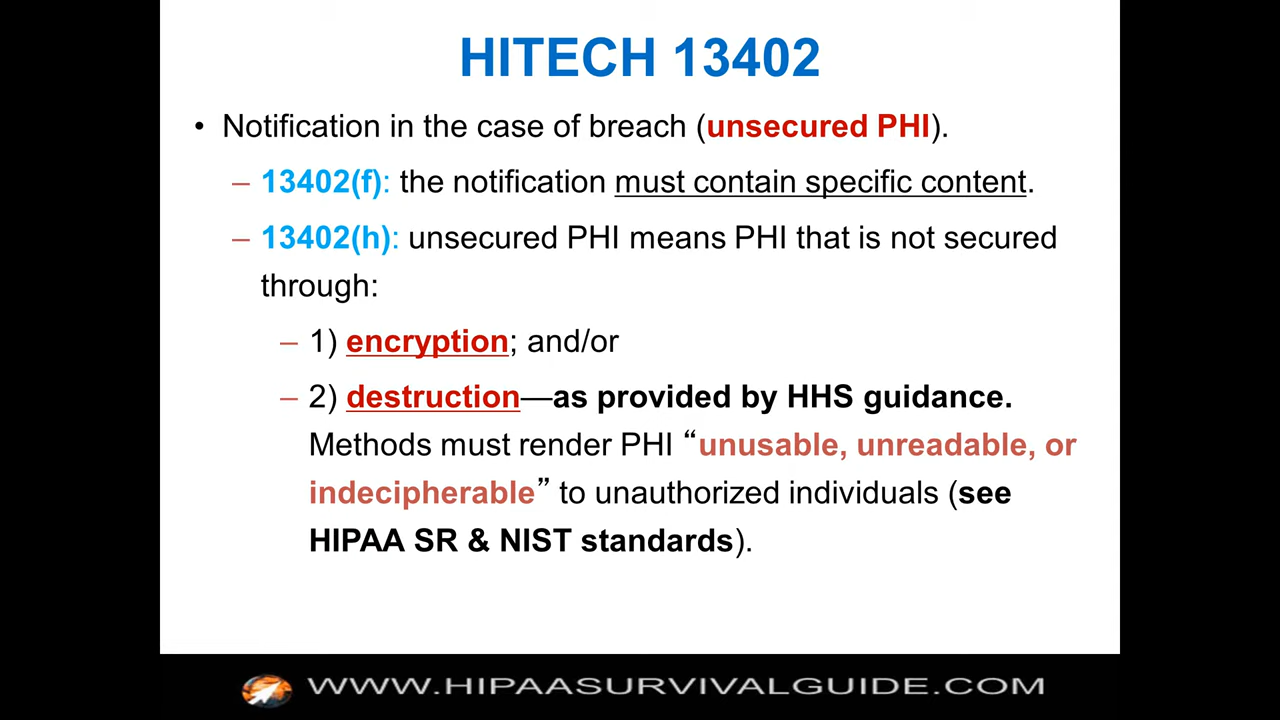 HITECH 13402
• Notification in the case of breach (unsecured PHI).
– 13402(f): the notification must contain specific content.
– 13402(h): unsecured PHI means PHI that is not secured
through:
– 1) encryption; and/or
– 2) destruction—as provided by HHS guidance.
Methods must render PHI “unusable, unreadable, or
indecipherable” to unauthorized individuals (see
HIPAA SR & NIST standards).
WWW.HIPAASURVIVALGUIDE.COM